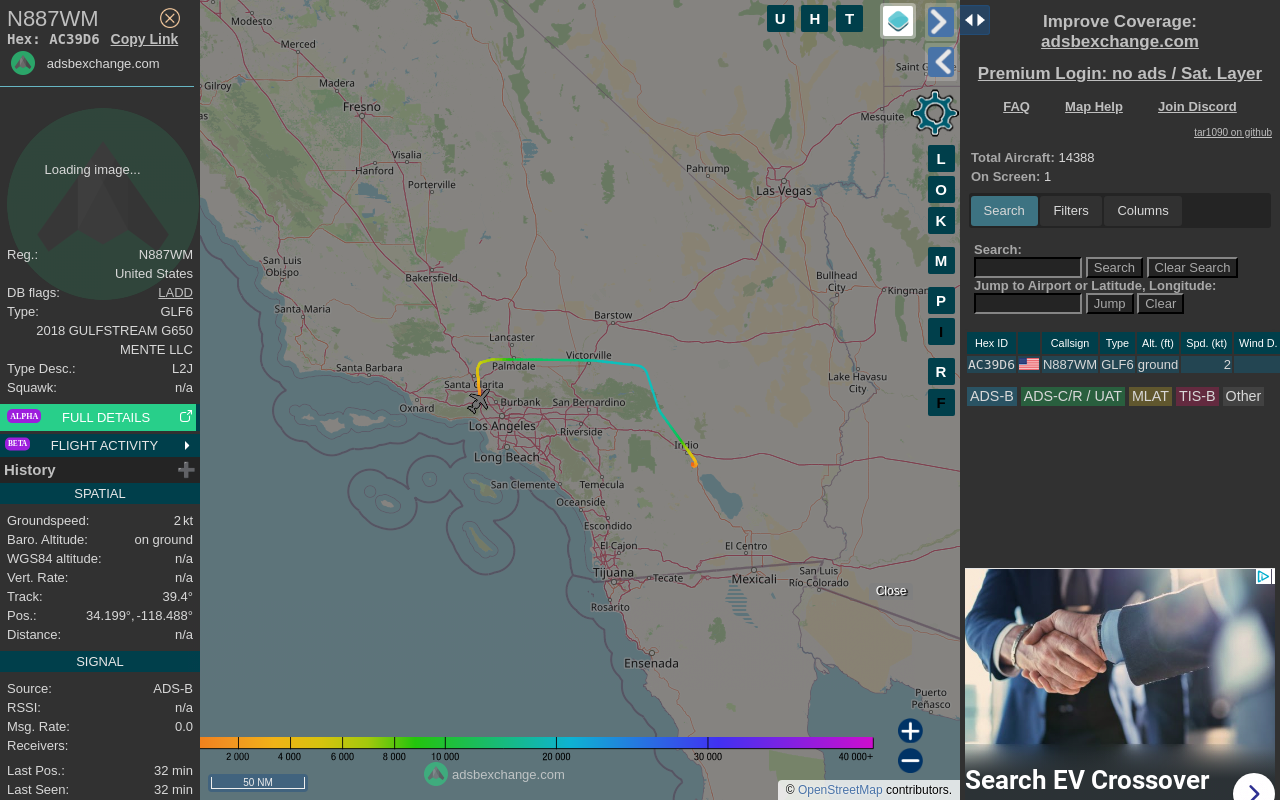 N887WM
Hex: AC39D6 Copy Link
adsbexchange.com
Loading image...
Reg.: N887WM
United States
DB flags: LADD
Type: GLF6
2018 GULFSTREAM G650
MENTE LLC
Type Desc.: L2J
Squawk: n/a
ALPHA FULL DETAILS
BETA FLIGHT ACTIVITY
History
SPATIAL
Groundspeed: 2 kt
Baro. Altitude: on ground
WGS84 altitude: n/a
Vert. Rate: n/a
Track: 39.4°
Pos.: 34.199°, -118.488°
Distance: n/a
SIGNAL
Source: ADS-B
RSSI: n/a
Msg. Rate: 0.0
Receivers:
Last Pos.: 32 min
Last Seen: 32 min
Modesto
Merced
Gilroy
Madera
Fresno
as
Visalia
Hanford
Porterville
San Luis
Obispo
Bakersfield
Santa Maria
Lancaster
Palmdale
Santa Barbara
Santa Clarita
Oxnard
Burbank
Los Angeles
Long Beach
San Clemente
Barstow
Victorville
San Bernardino
Riverside
Indio
Temecula
Oceanside
Escondido
El Cajon
El Centro
Tijuana
Tecate
Mexicali
San Luis
Río Colorado
Rosarito
Ensenada
Puerto
Peñasco
Saint G
Mesquite
Pahrump
Las Vegas
Bullhead
City
Kingman
Lake Havasu
City
U H T
L
O
K
M
P
I
R
F
Close
2 000 4 000 6 000 8 000 10 000 20 000 30 000 40 000+
50 NM
adsbexchange.com
© OpenStreetMap contributors.
Improve Coverage:
adsbexchange.com
Premium Login: no ads / Sat. Layer
FAQ Map Help Join Discord
tar1090 on github
Total Aircraft: 14388
On Screen: 1
Search Filters Columns
Search:
Search Clear Search
Jump to Airport or Latitude, Longitude:
Jump Clear
Hex ID Callsign Type Alt. (ft) Spd. (kt) Wind D.
AC39D6 N887WM GLF6 ground 2
ADS-B ADS-C/R / UAT MLAT TIS-B Other
Search EV Crossover